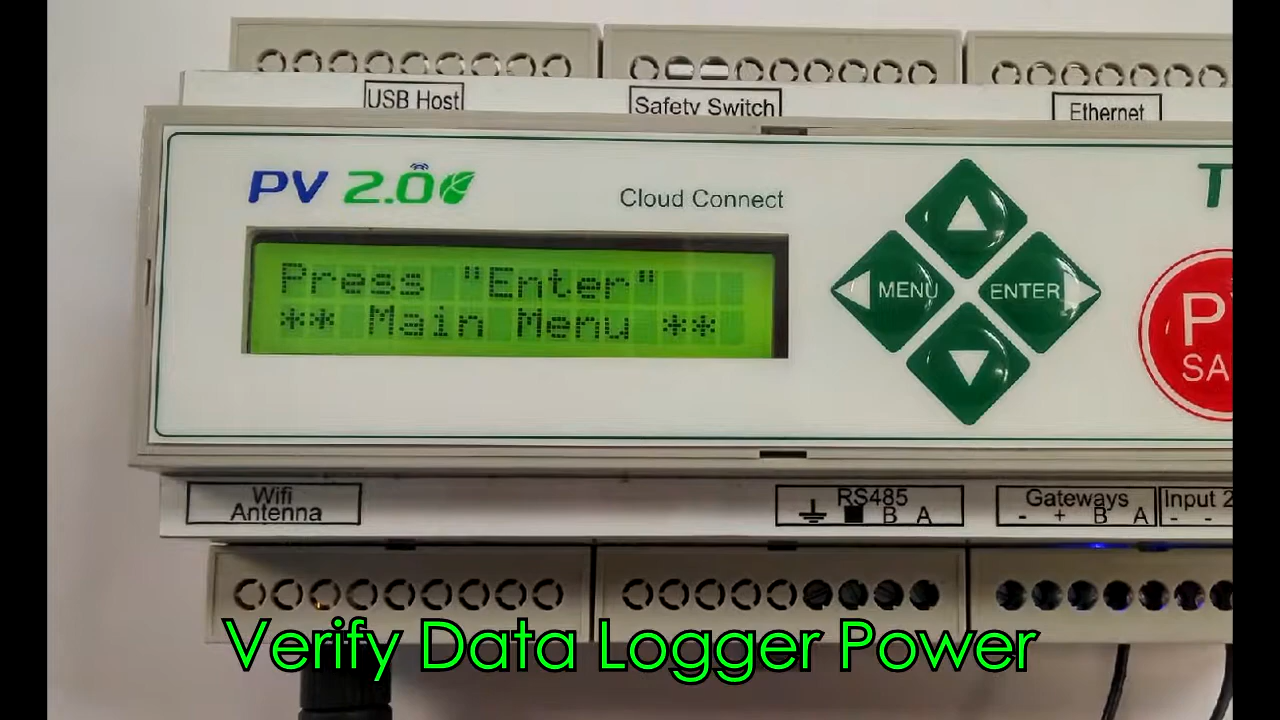 USB Host
Safety Switch
Ethernet
PV 2.0
Cloud Connect
Press "Enter"
** Main Menu **
MENU
ENTER
Wifi
Antenna
RS485
B A
Gateways
- + B A
Input 2
- -
Verify Data Logger Power